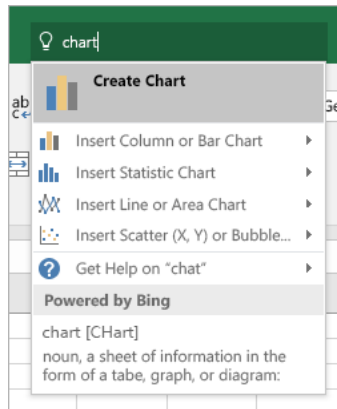 chart
Create Chart
ab
c
Ge
Insert Column or Bar Chart
Insert Statistic Chart
Insert Line or Area Chart
Insert Scatter (X, Y) or Bubble...
Get Help on "chat"
Powered by Bing
chart [CHart]
noun, a sheet of information in the
form of a tabe, graph, or diagram: